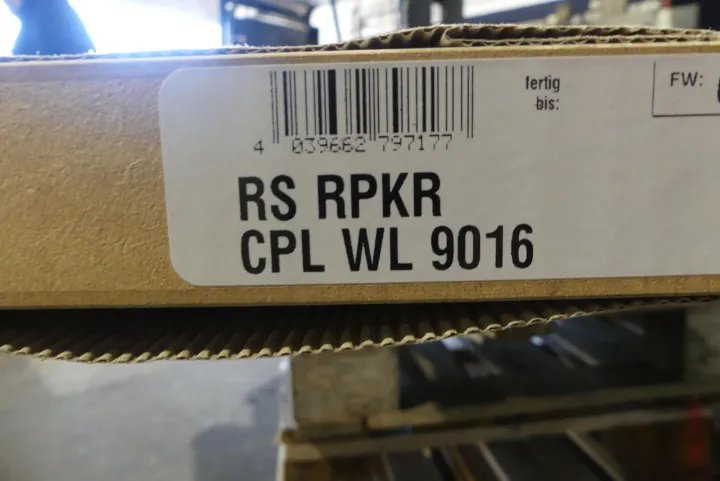 fertig
bis:
FW:
4 039662 797177
RS RPKR
CPL WL 9016